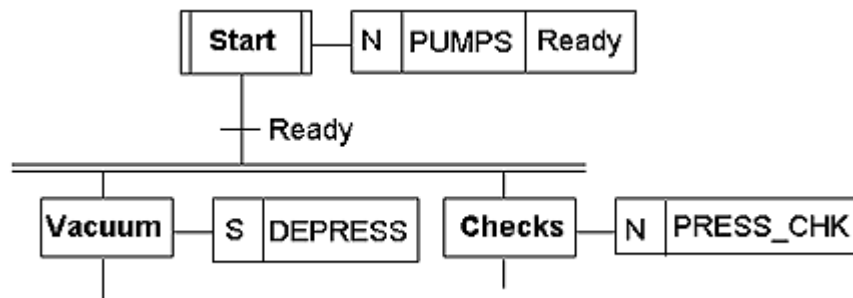 Start N PUMPS Ready
Ready
Vacuum S DEPRESS Checks N PRESS_CHK